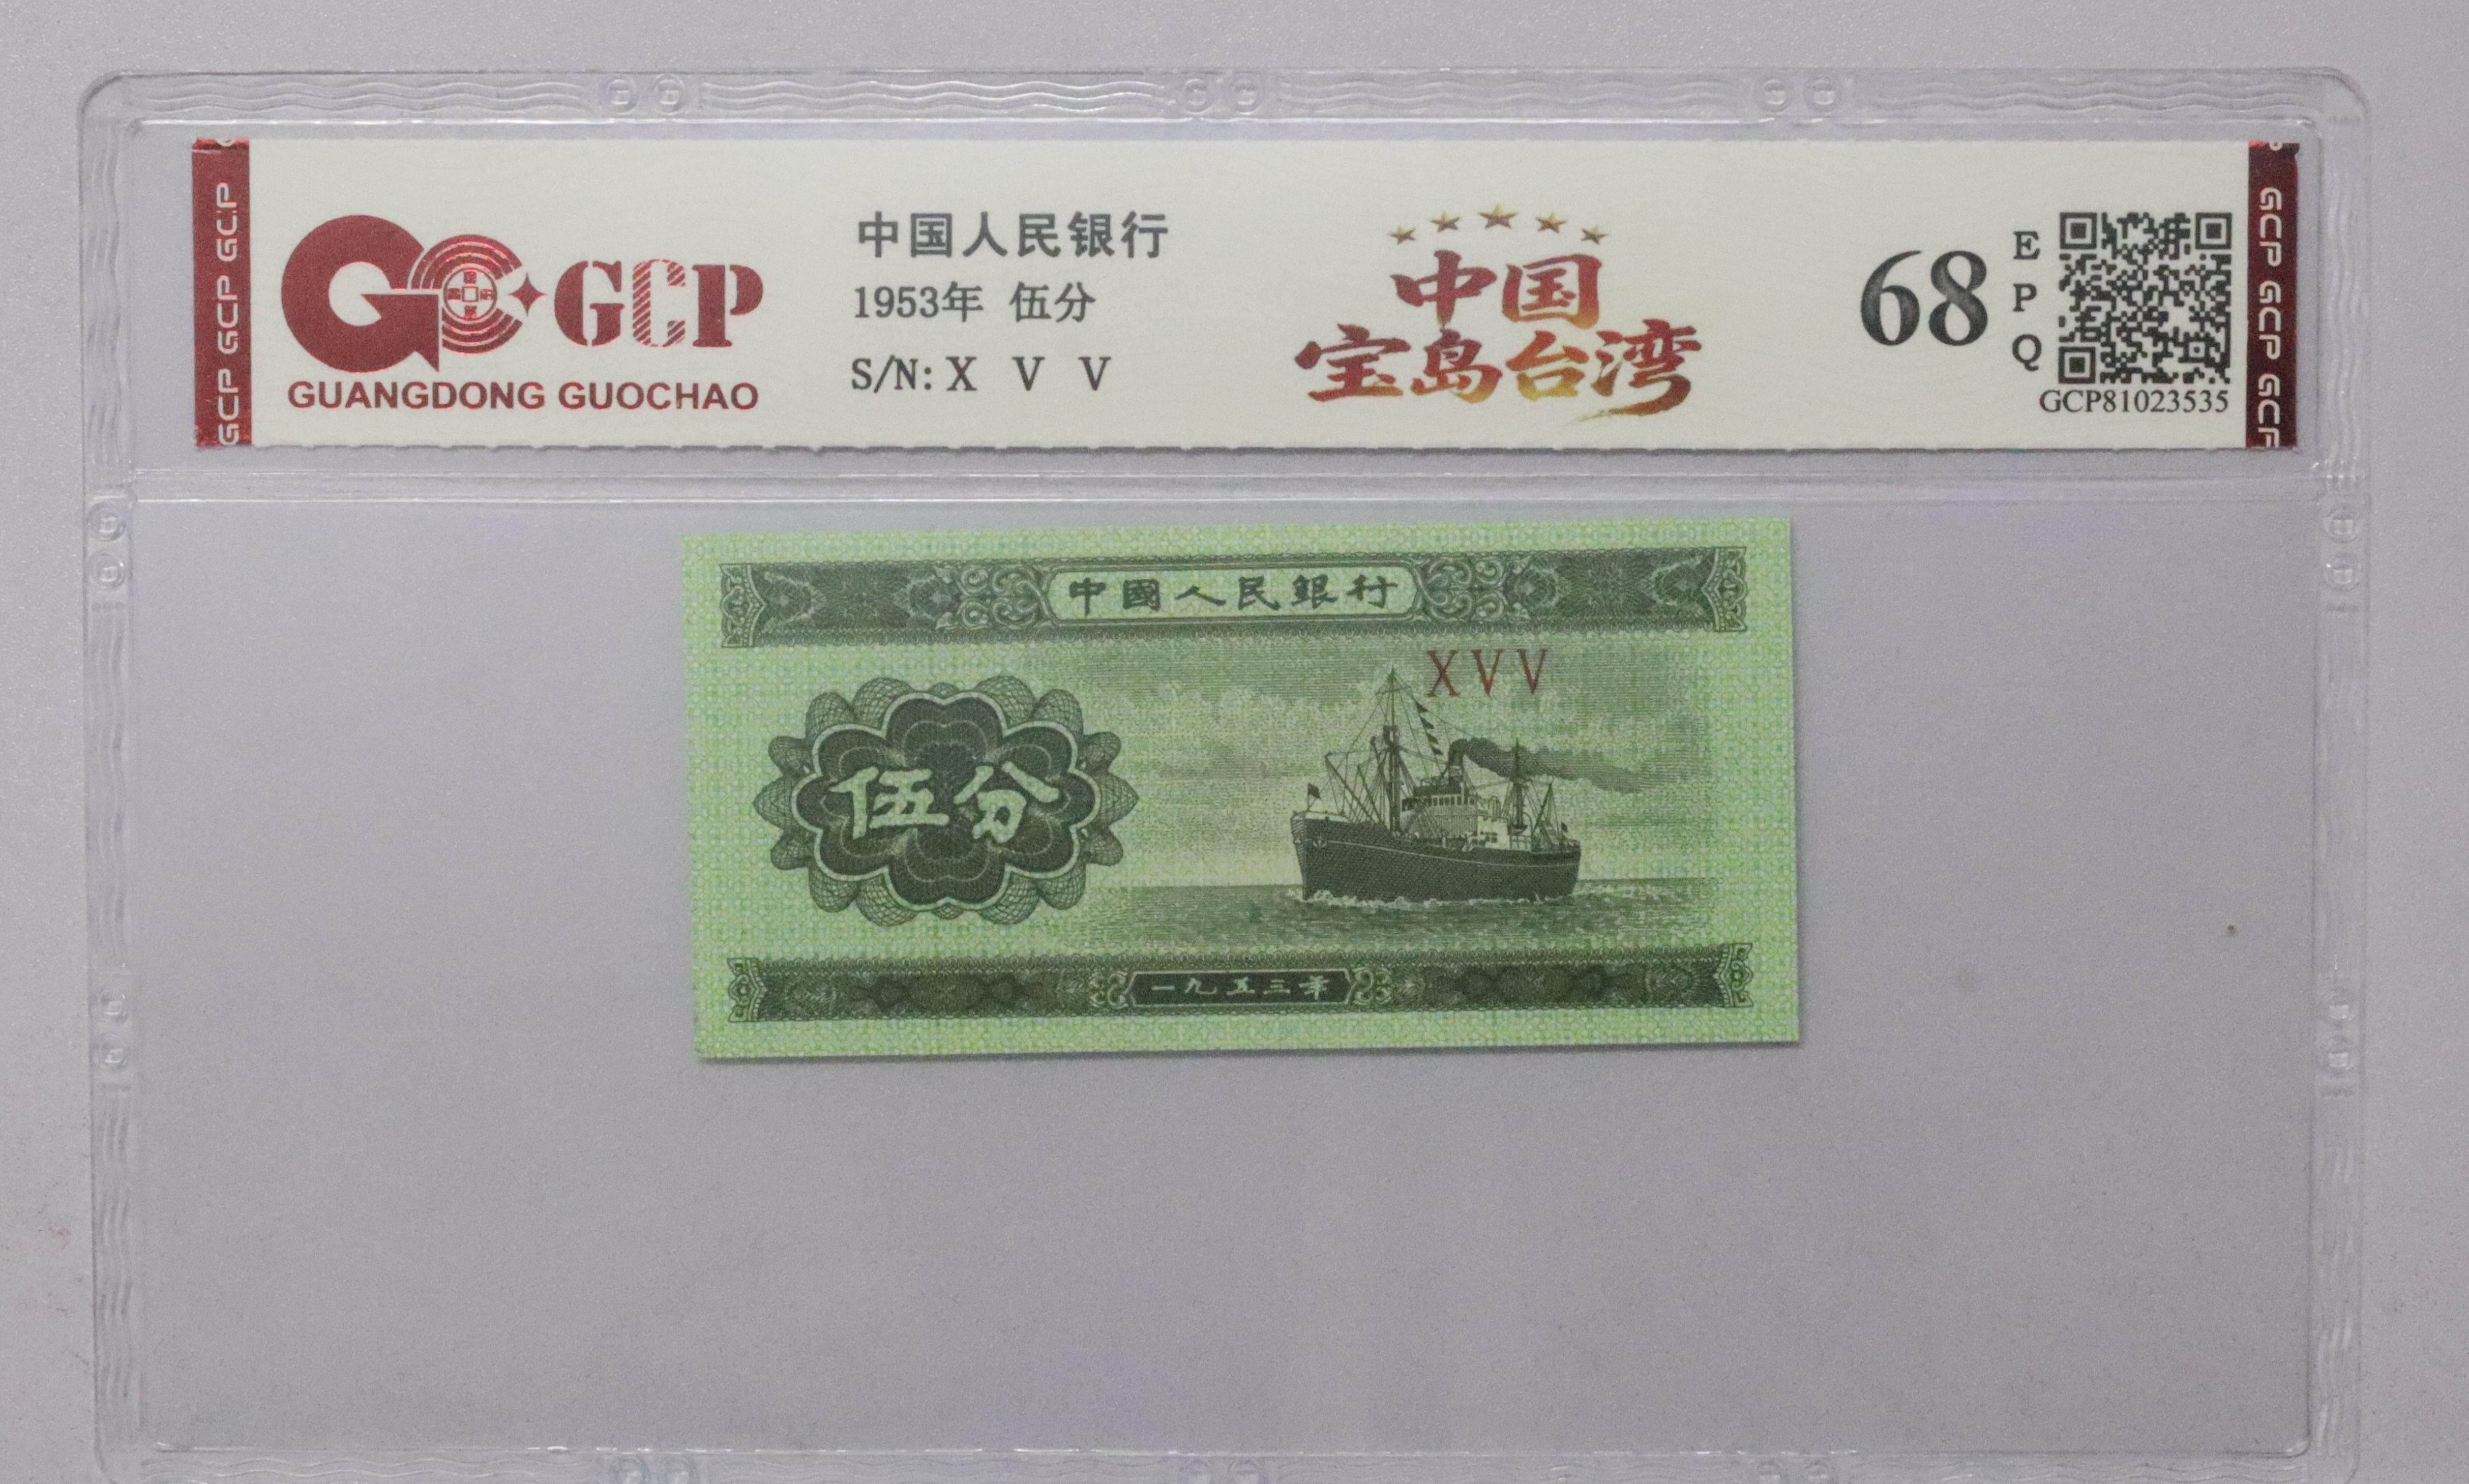 GCP GCP GCP
GCP
GUANGDONG GUOCHAO
中国人民银行
1953年 伍分
S/N: X V V
中国
宝岛台湾
68
E
P
Q
GCP81023535
GCP GCP GCP
中國人民銀行
X V V
伍分
一九五三年